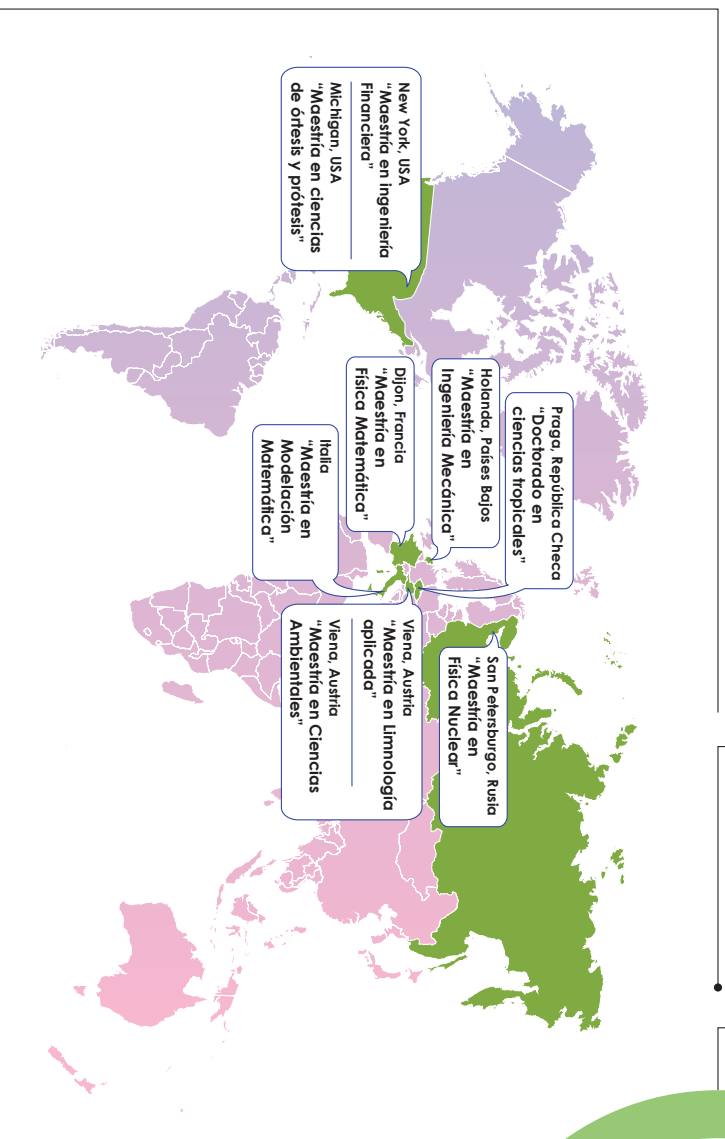 New York, USA
“Maestría en ingeniería
Financiera”
Michigan, USA
“Maestría en ciencias
de órtesis y prótesis”
Praga, República Checa
“Doctorado en
ciencias tropicales”
Holanda, Países Bajos
“Maestría en
Ingeniería Mecánica”
Dijon, Francia
“Maestría en
Física Matemática”
Italia
“Maestría en
Modelación
Matemática”
San Petersburgo, Rusia
“Maestría en
Física Nuclear”
Viena, Austria
“Maestría en Limnología
aplicada”
Viena, Austria
“Maestría en Ciencias
Ambientales”